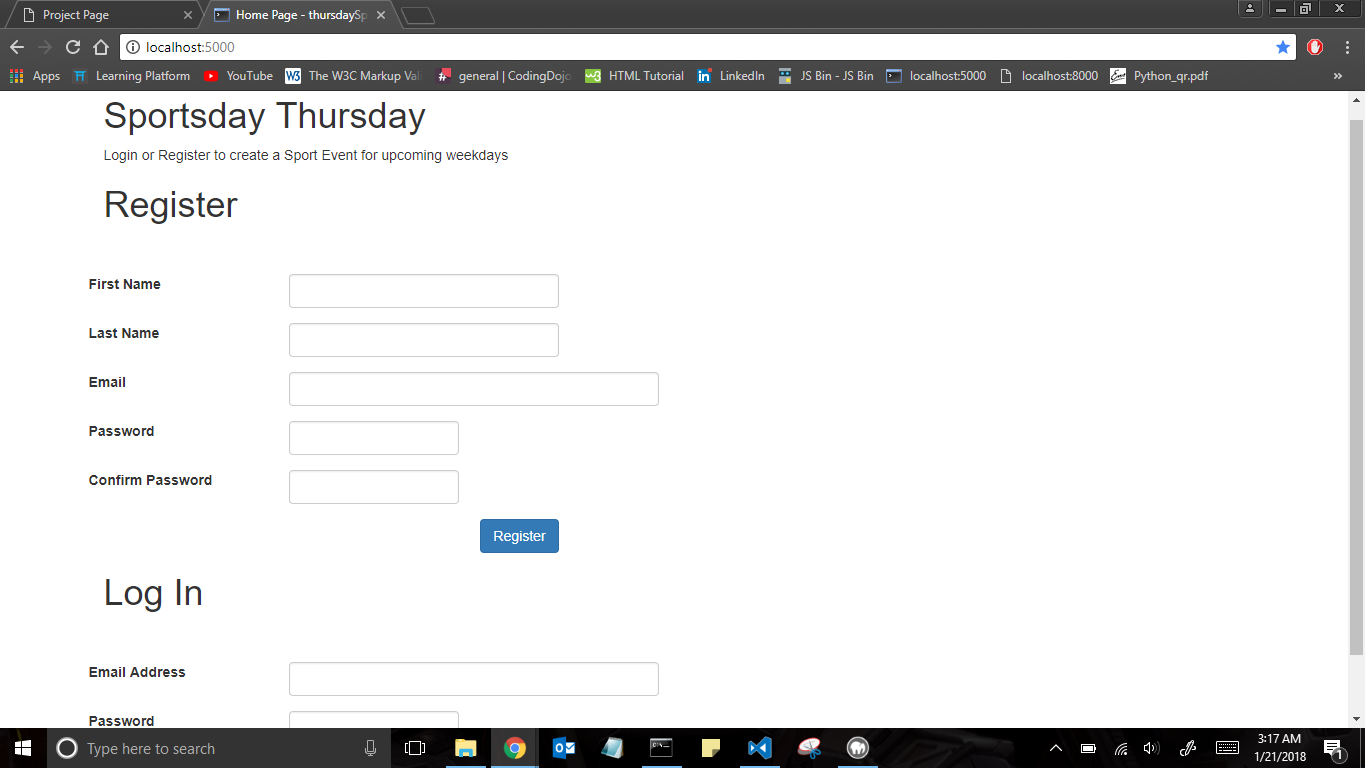 Project Page
Home Page - thursdaySp
localhost:5000
Apps Learning Platform YouTube The W3C Markup Vali general | CodingDojo HTML Tutorial LinkedIn JS Bin - JS Bin localhost:5000 localhost:8000 Python_qr.pdf »
Sportsday Thursday
Login or Register to create a Sport Event for upcoming weekdays
Register
First Name
Last Name
Email
Password
Confirm Password
Register
Log In
Email Address
Password
Type here to search
3:17 AM
1/21/2018
1